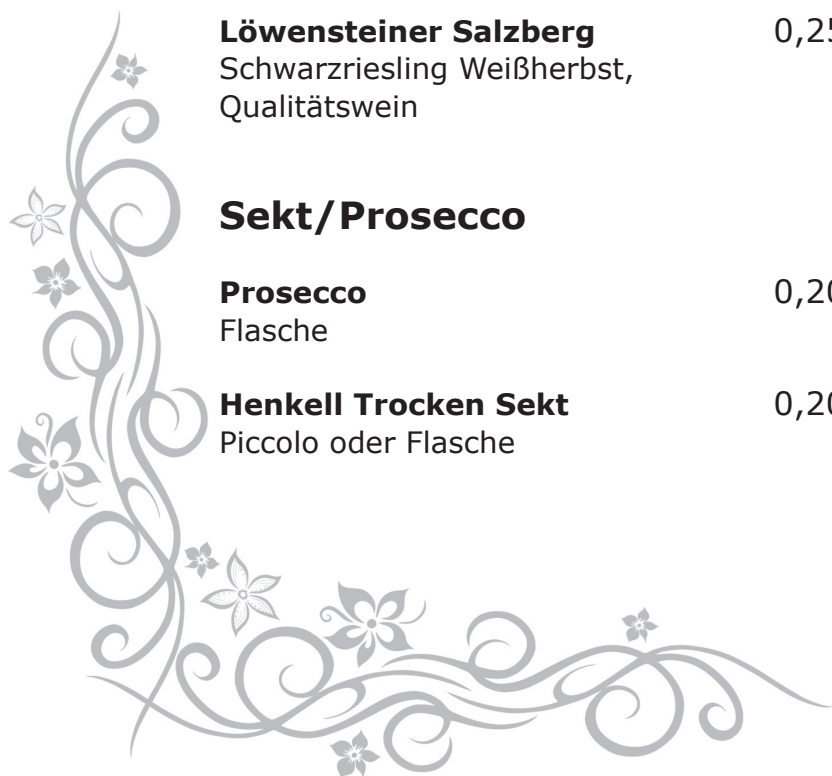 Löwensteiner Salzberg 0,25
Schwarzriesling Weißherbst,
Qualitätswein
Sekt/Prosecco
Prosecco 0,20
Flasche
Henkell Trocken Sekt 0,20
Piccolo oder Flasche